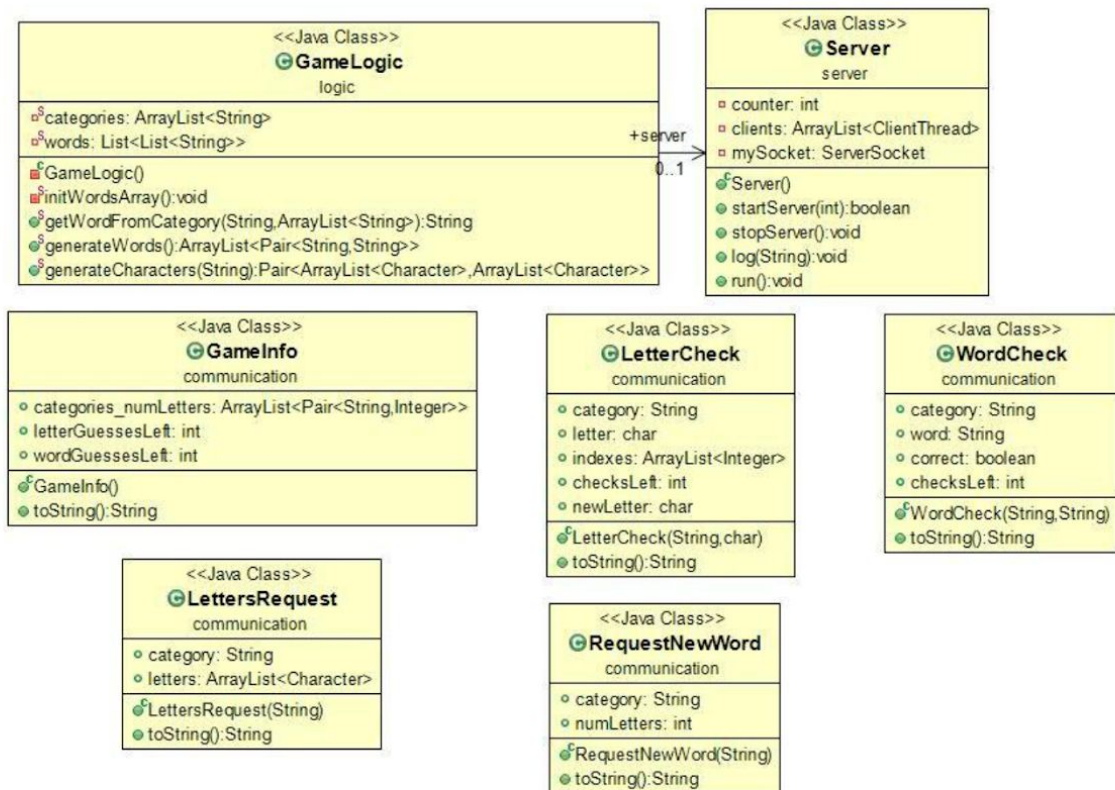 <<Java Class>>
GameLogic
logic
categories: ArrayList<String>
words: List<List<String>>
GameLogic()
initWordsArray():void
getWordFromCategory(String,ArrayList<String>):String
generateWords():ArrayList<Pair<String,String>>
generateCharacters(String):Pair<ArrayList<Character>,ArrayList<Character>>
+server
0..1
<<Java Class>>
Server
server
counter: int
clients: ArrayList<ClientThread>
mySocket: ServerSocket
Server()
startServer(int):boolean
stopServer():void
log(String):void
run():void
<<Java Class>>
GameInfo
communication
categories_numLetters: ArrayList<Pair<String,Integer>>
letterGuessesLeft: int
wordGuessesLeft: int
GameInfo()
toString():String
<<Java Class>>
LetterCheck
communication
category: String
letter: char
indexes: ArrayList<Integer>
checksLeft: int
newLetter: char
LetterCheck(String,char)
toString():String
<<Java Class>>
WordCheck
communication
category: String
word: String
correct: boolean
checksLeft: int
WordCheck(String,String)
toString():String
<<Java Class>>
LettersRequest
communication
category: String
letters: ArrayList<Character>
LettersRequest(String)
toString():String
<<Java Class>>
RequestNewWord
communication
category: String
numLetters: int
RequestNewWord(String)
toString():String